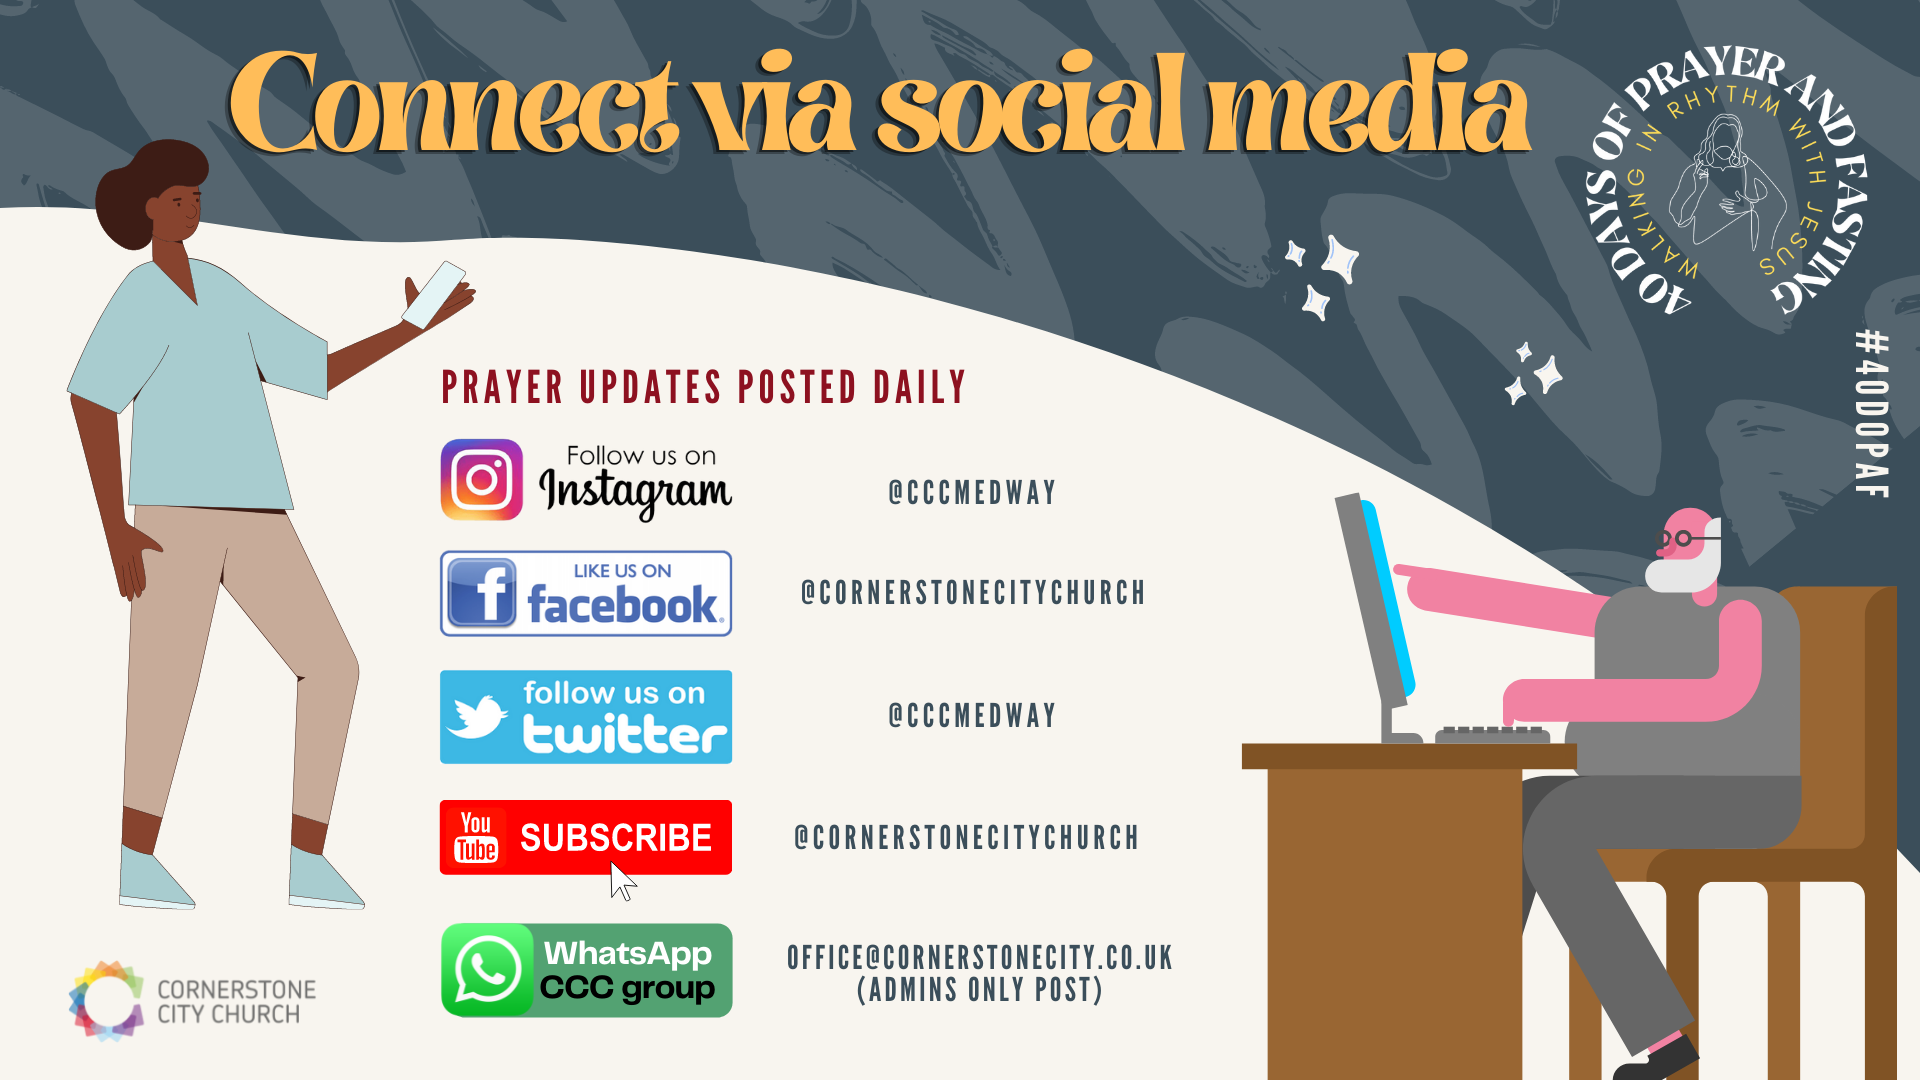 Connect via social media
40 DAYS OF PRAYER AND FASTING
WALKING IN RHYTHM WITH JESUS
#40DOPAF
PRAYER UPDATES POSTED DAILY
Follow us on
Instagram
@CCCMEDWAY
LIKE US ON
facebook.
@CORNERSTONECITYCHURCH
follow us on
twitter
@CCCMEDWAY
You
Tube
SUBSCRIBE
@CORNERSTONECITYCHURCH
WhatsApp
CCC group
OFFICE@CORNERSTONECITY.CO.UK
(ADMINS ONLY POST)
CORNERSTONE
CITY CHURCH